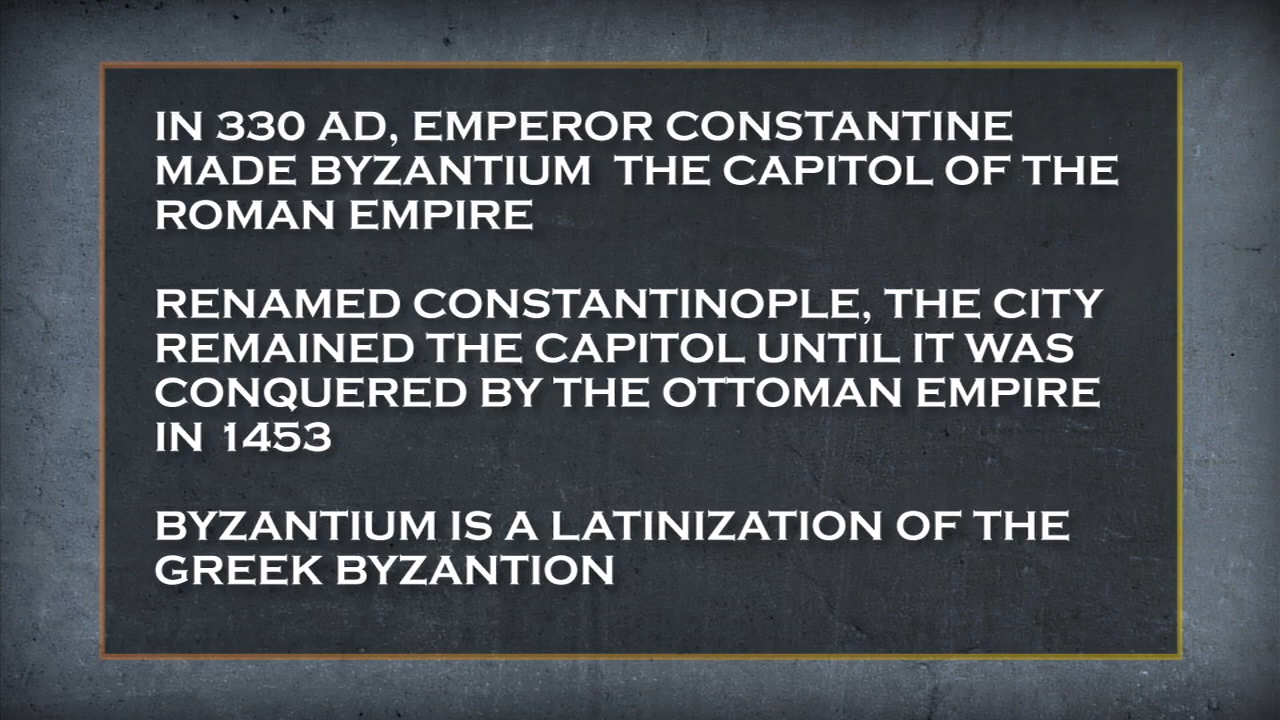 IN 330 AD, EMPEROR CONSTANTINE
MADE BYZANTIUM  THE CAPITOL OF THE
ROMAN EMPIRE
RENAMED CONSTANTINOPLE, THE CITY
REMAINED THE CAPITOL UNTIL IT WAS
CONQUERED BY THE OTTOMAN EMPIRE
IN 1453
BYZANTIUM IS A LATINIZATION OF THE
GREEK BYZANTION